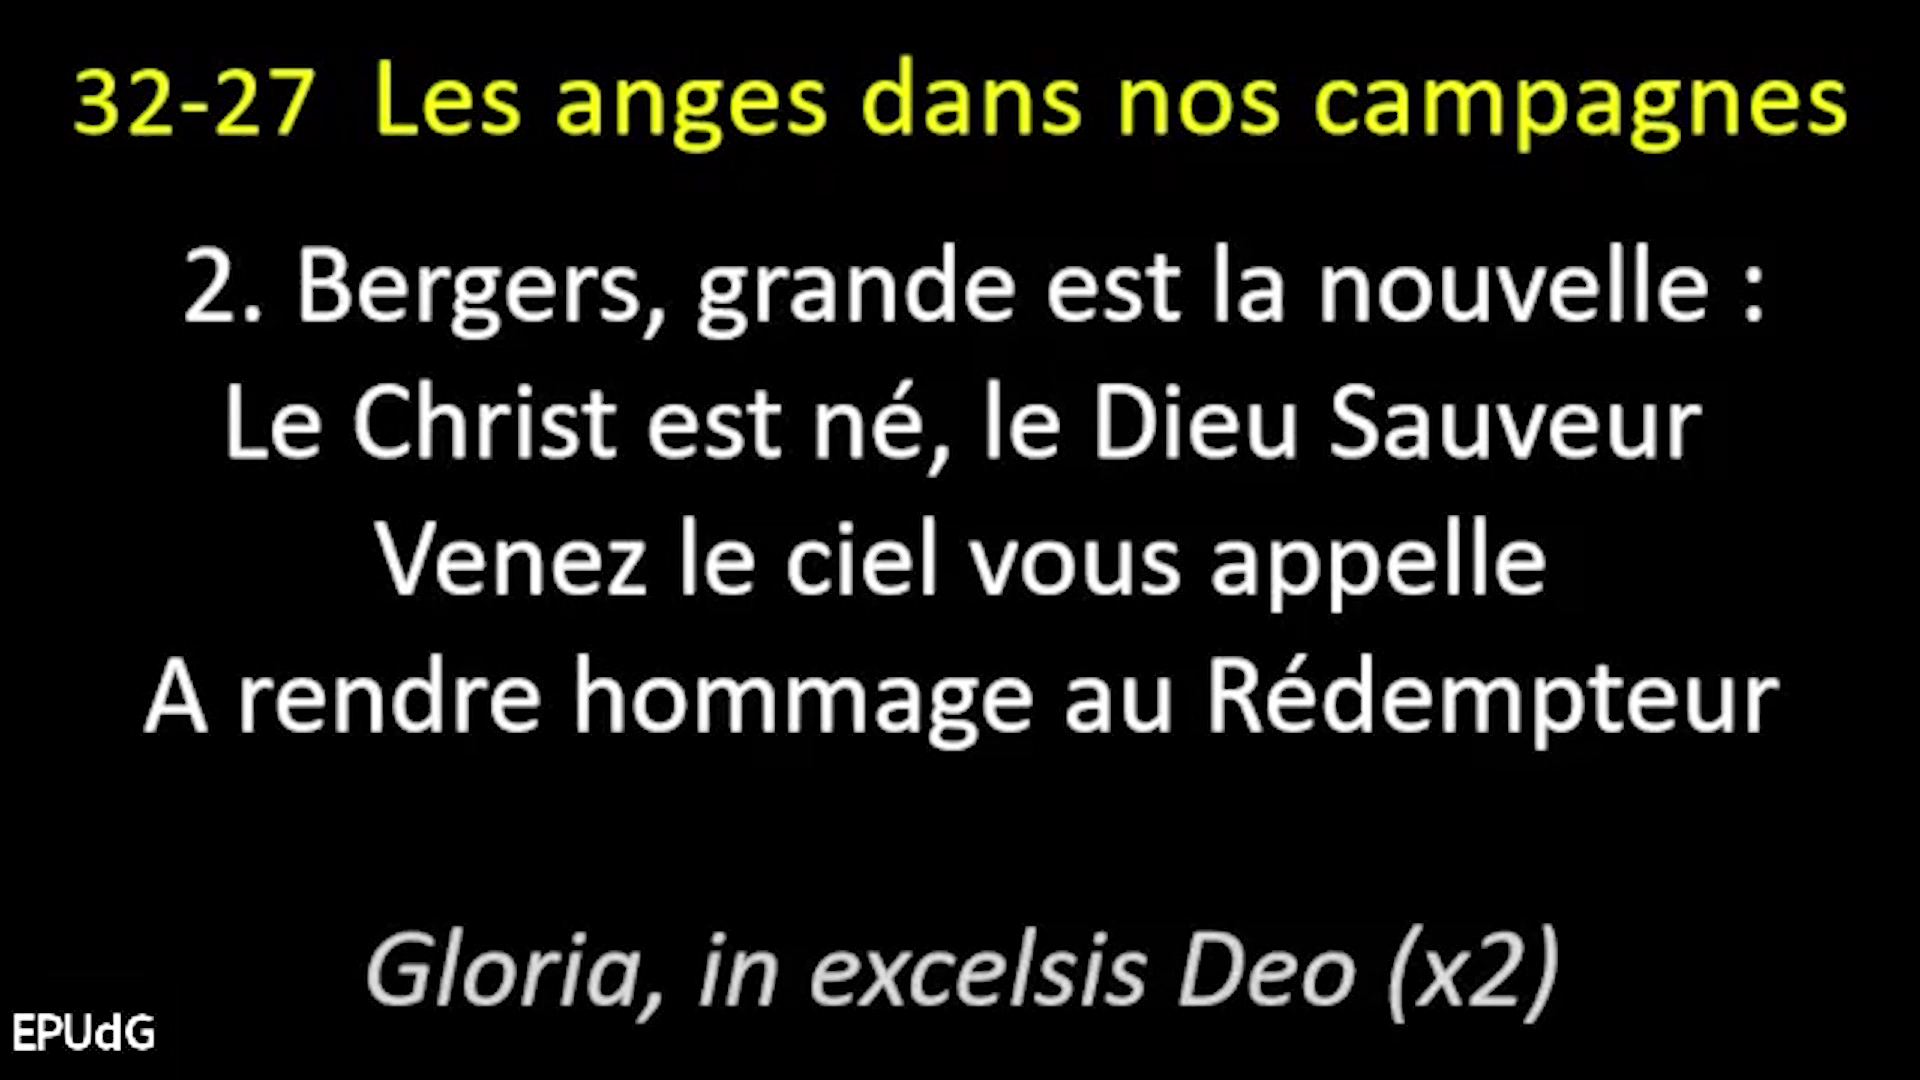 32-27 Les anges dans nos campagnes
2. Bergers, grande est la nouvelle :
Le Christ est né, le Dieu Sauveur
Venez le ciel vous appelle
A rendre hommage au Rédempteur
Gloria, in excelsis Deo (x2)
EPUdG